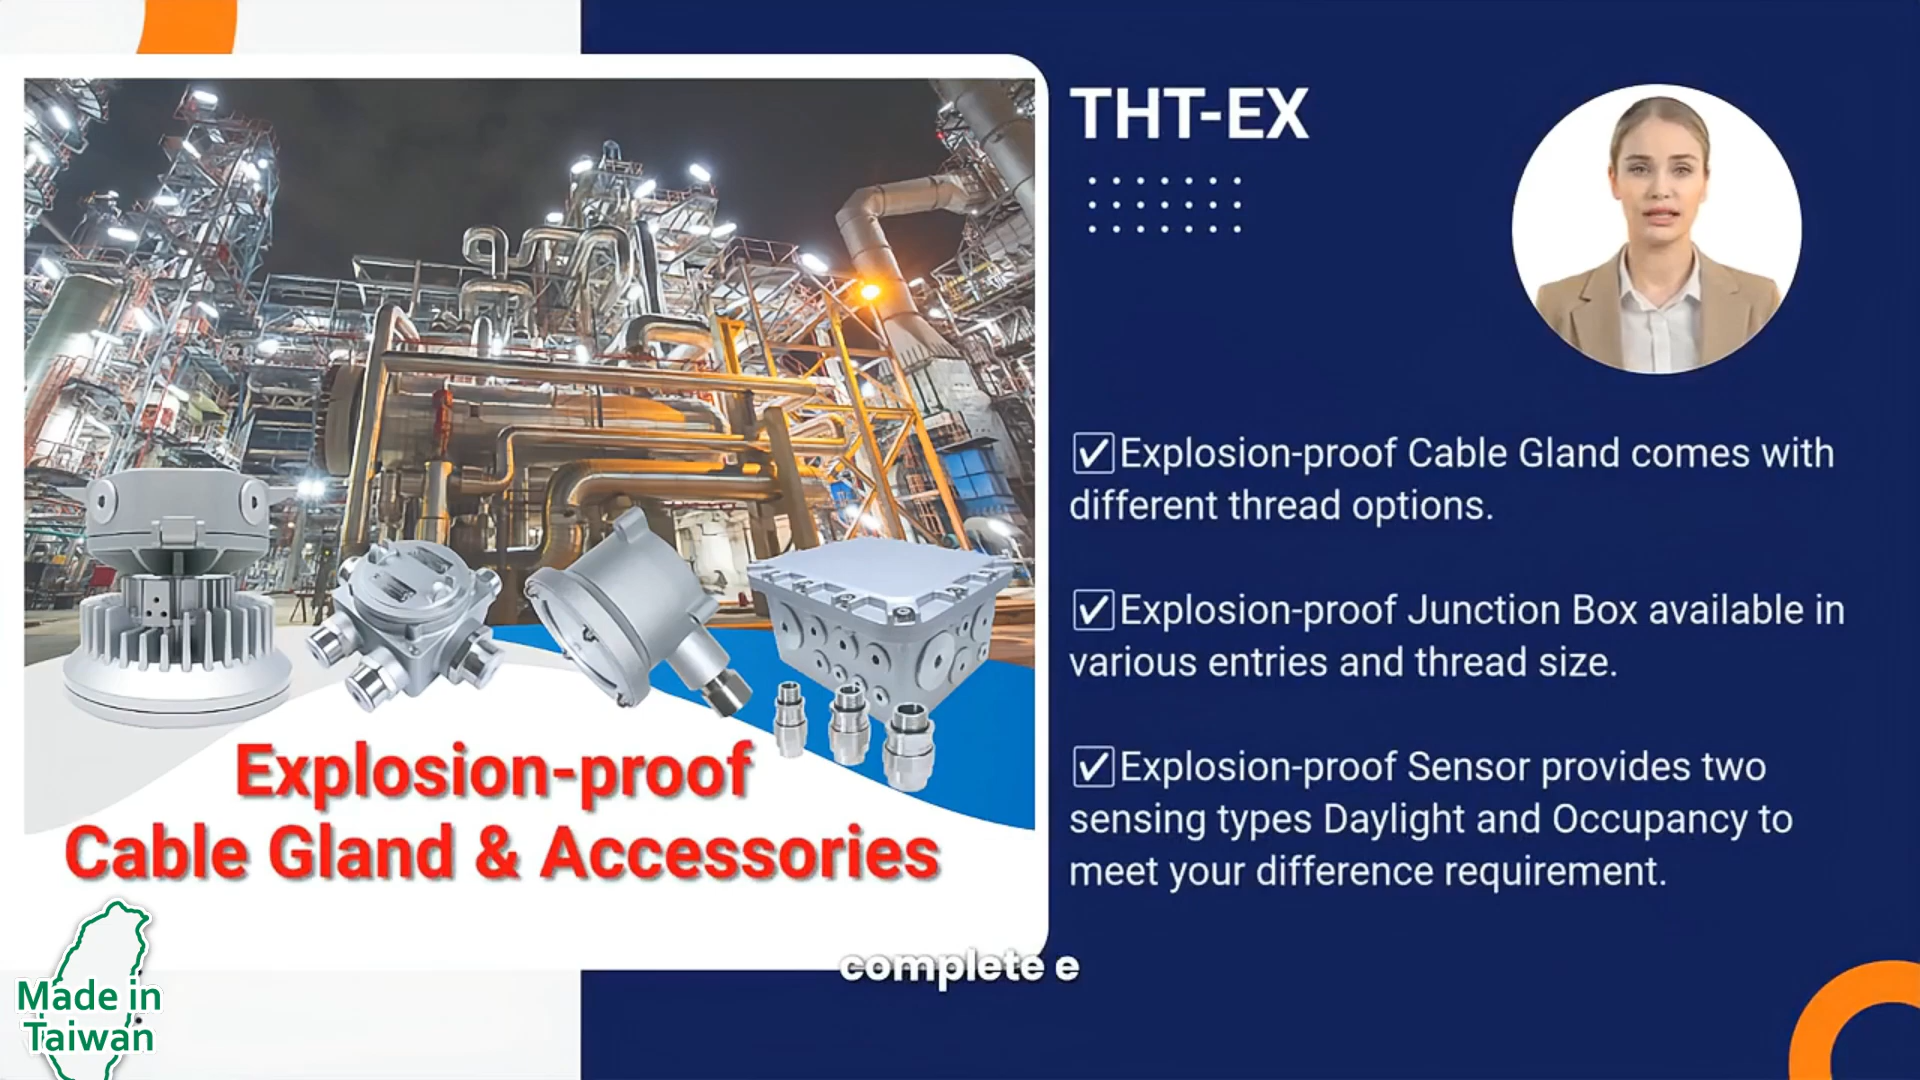 THT-EX
☑Explosion-proof Cable Gland comes with
different thread options.
☑Explosion-proof Junction Box available in
various entries and thread size.
☑Explosion-proof Sensor provides two
sensing types Daylight and Occupancy to
meet your difference requirement.
Explosion-proof
Cable Gland & Accessories
Made in
Taiwan
complete e